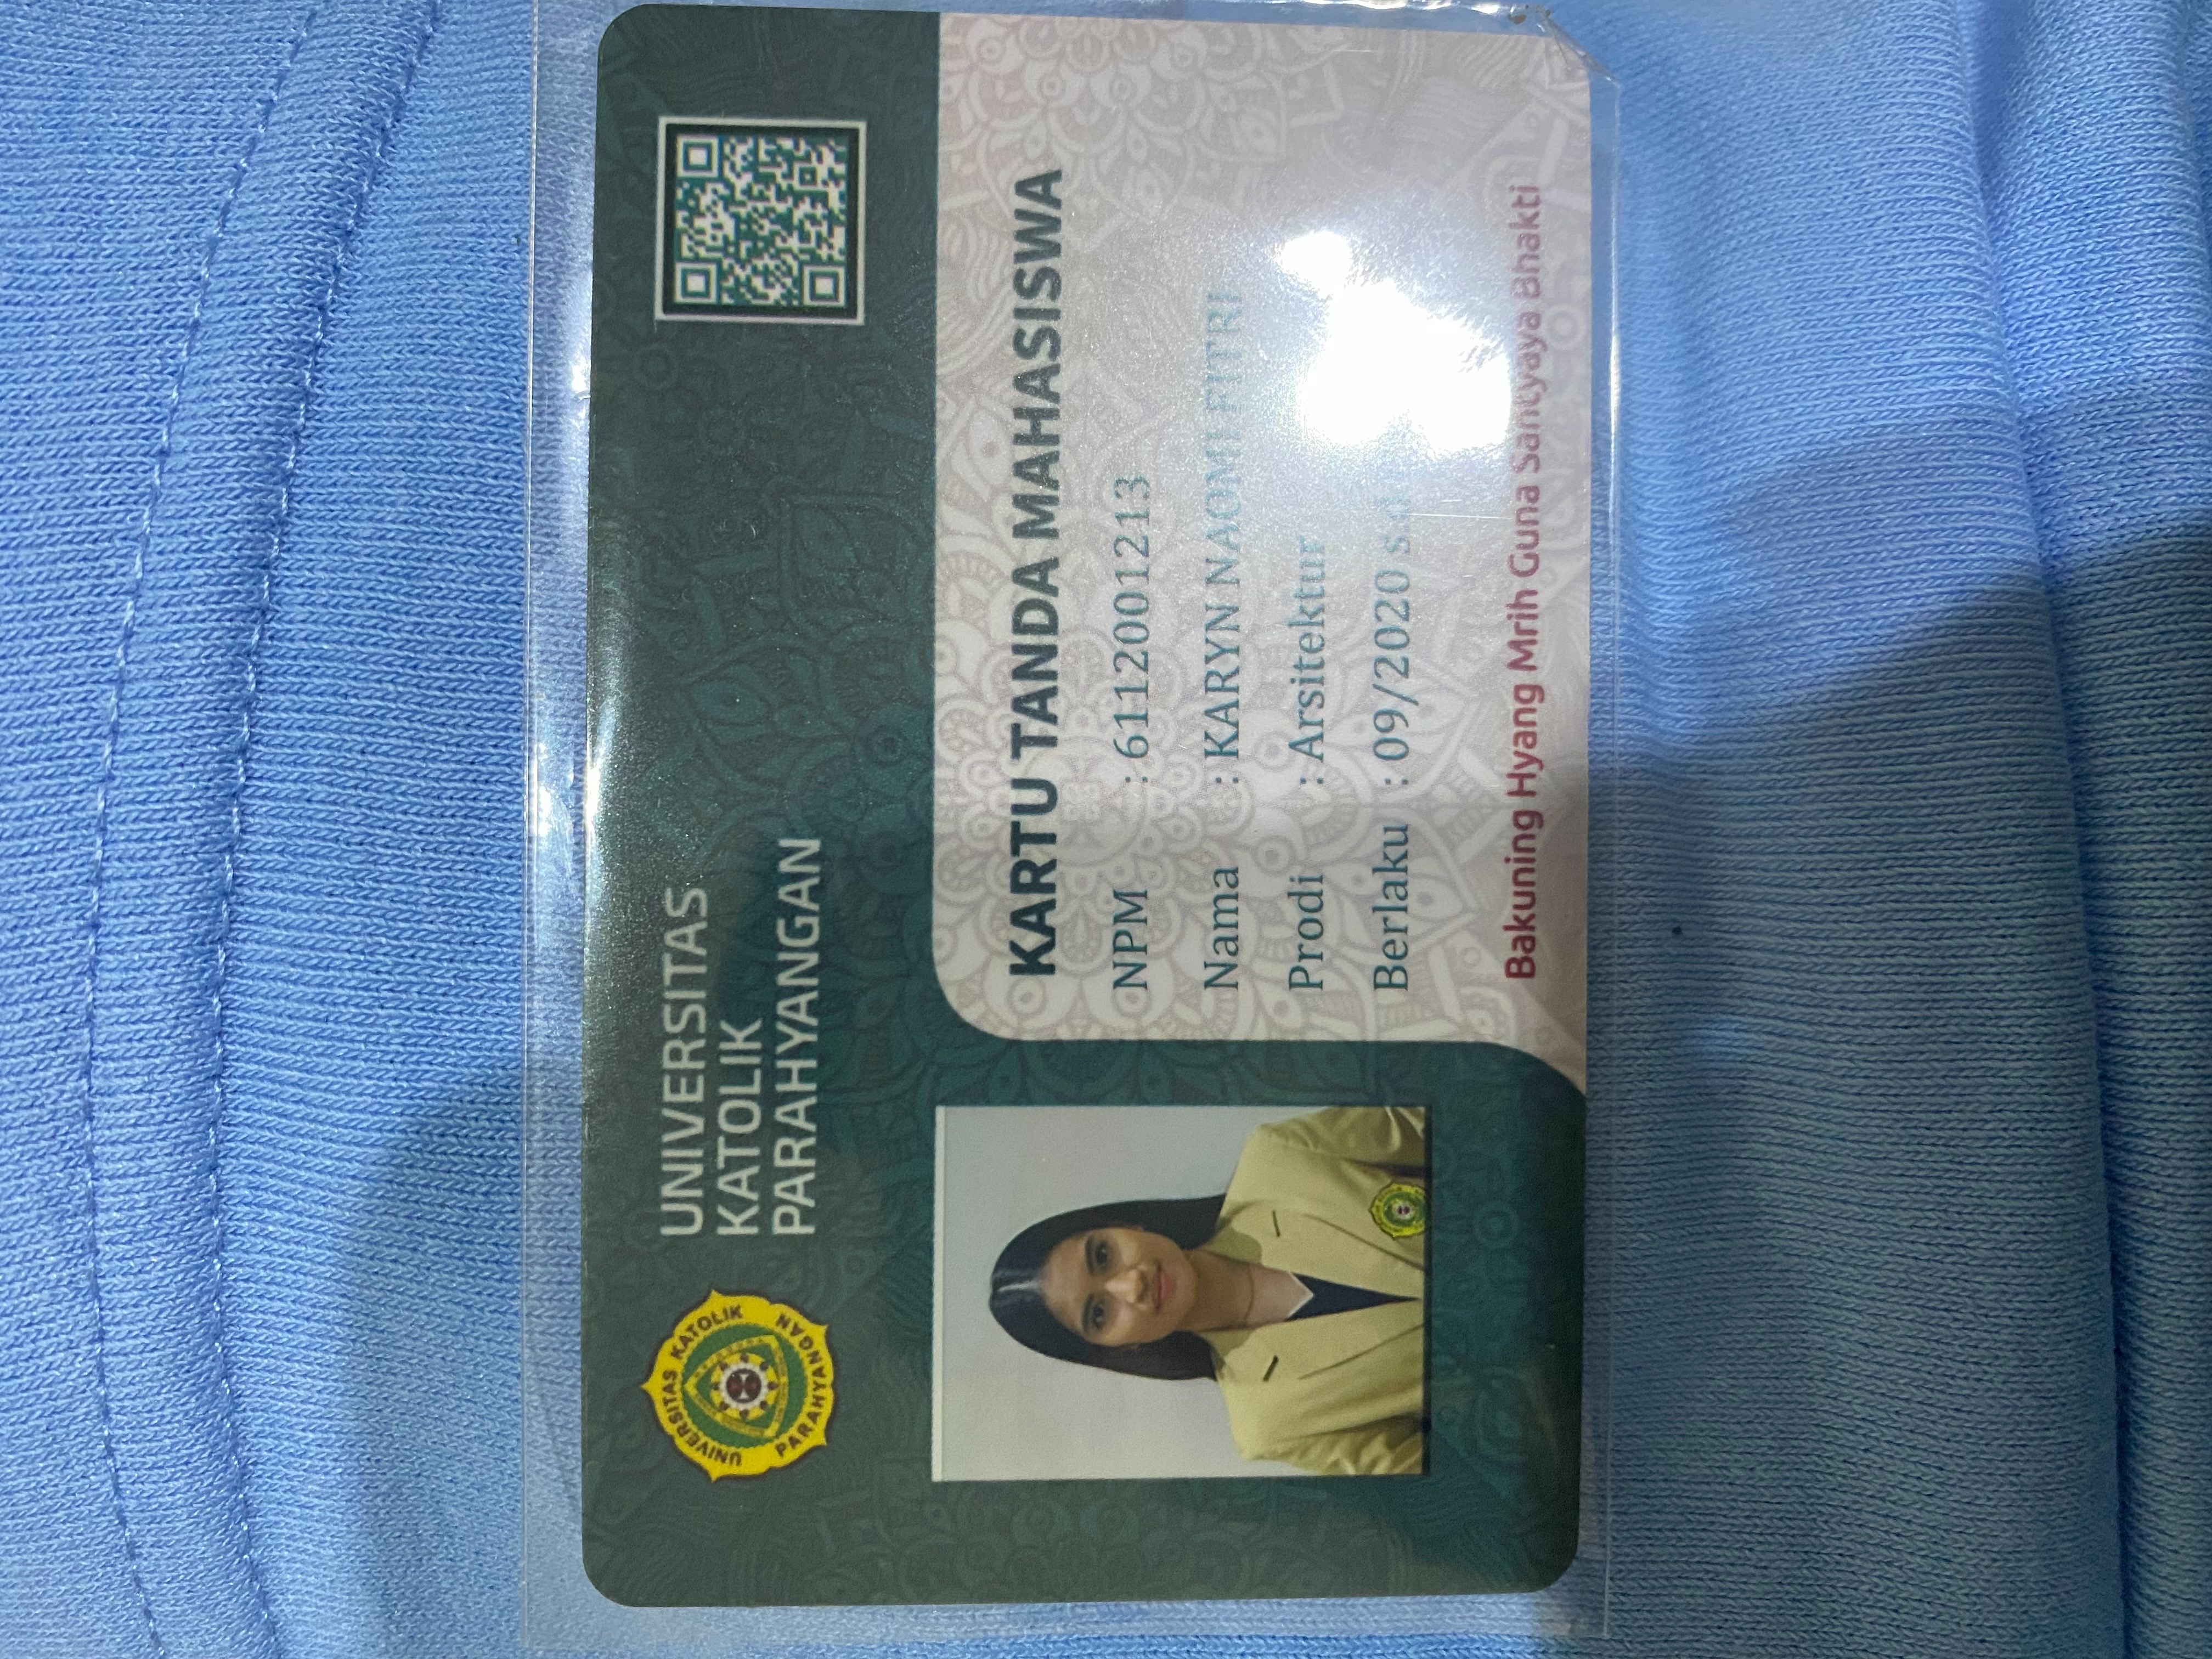 UNIVERSITAS KATOLIK
PARAHYANGAN
UNIVERSITAS
KATOLIK
PARAHYANGAN
KARTU TANDA MAHASISWA
NPM : 6112001213
Nama : KARYN NAOMI FITRI
Prodi : Arsitektur
Berlaku : 09/2020
Bakuning Hyang Mrih Guna Santyaya Bhakti